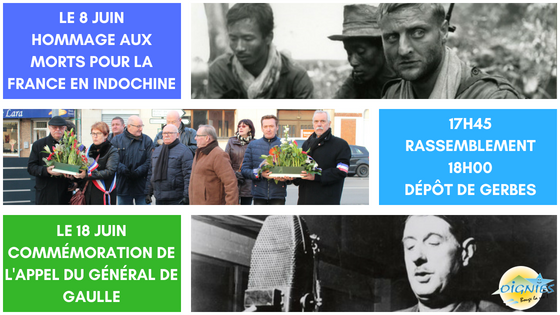 LE 8 JUIN
HOMMAGE AUX
MORTS POUR LA
FRANCE EN INDOCHINE
Lara
17H45
RASSEMBLEMENT
18H00
DÉPÔT DE GERBES
LE 18 JUIN
COMMÉMORATION DE
L'APPEL DU GÉNÉRAL DE
GAULLE
OIGNIES